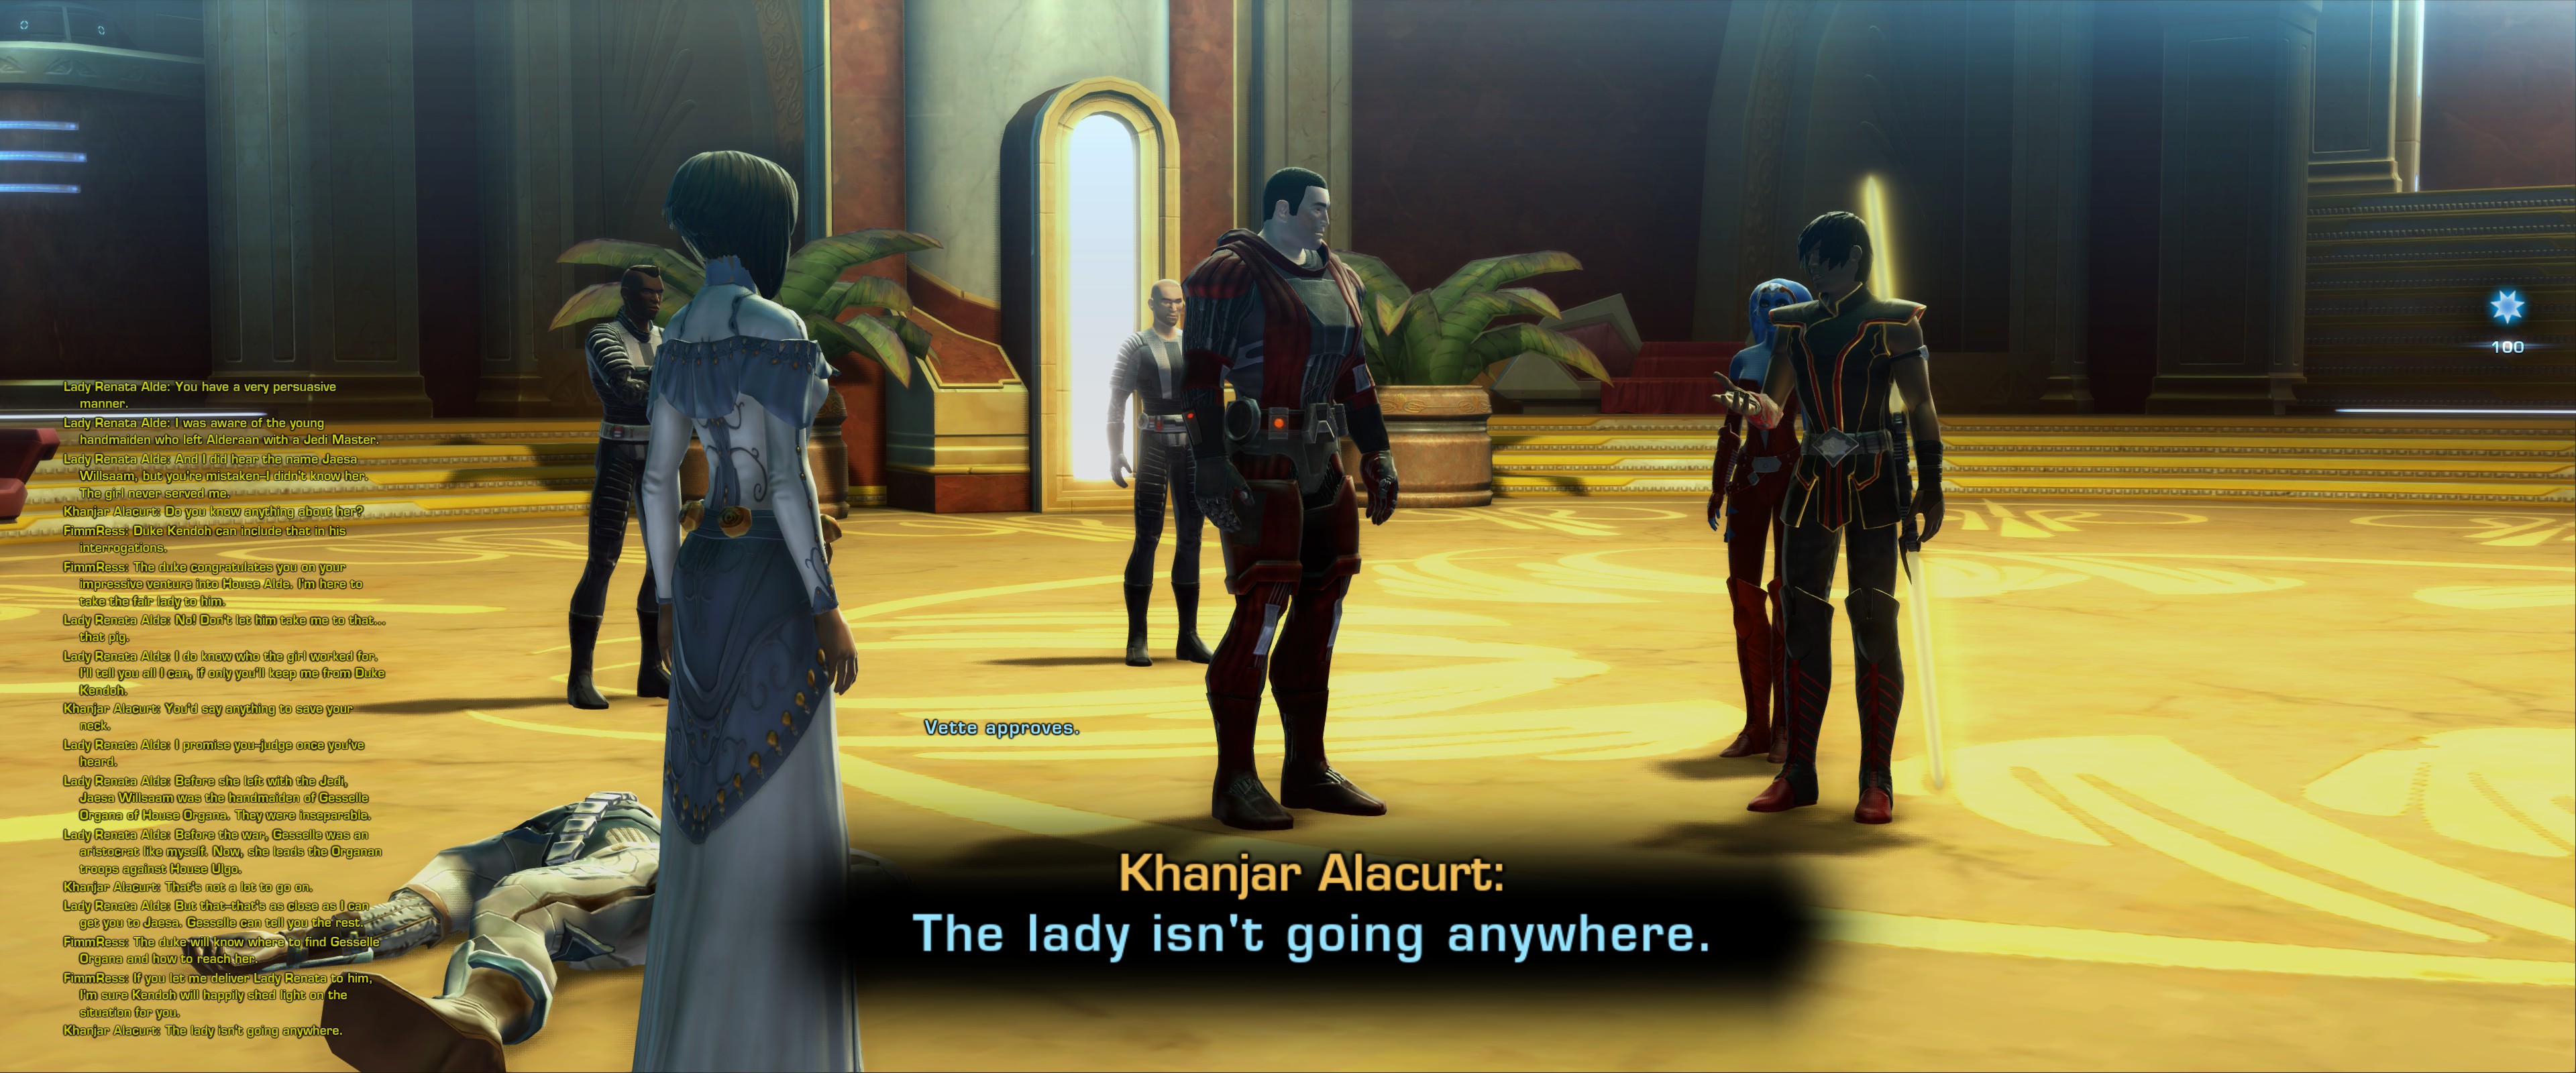 Lady Renata Alde: You have a very persuasive
manner.
Lady Renata Alde: I was aware of the young
handmaiden who left Alderaan with a Jedi Master.
Lady Renata Alde: And I did hear the name Jaesa
Willsaam, but you're mistaken–I didn't know her.
The girl never served me.
Khanjar Alacurt: Do you know anything about her?
FimmRess: Duke Kendoh can include that in his
interrogations.
FimmRess: The duke congratulates you on your
impressive venture into House Alde. I'm here to
take the fair lady to him.
Lady Renata Alde: No! Don't let him take me to that...
that pig.
Lady Renata Alde: I do know who the girl worked for.
I'll tell you all I can, if only you'll keep me from Duke
Kendoh.
Khanjar Alacurt: You'd say anything to save your
neck.
Lady Renata Alde: I promise you–judge once you've
heard.
Lady Renata Alde: Before she left with the Jedi,
Jaesa Willsaam was the handmaiden of Gesselle
Organa of House Organa. They were inseparable.
Lady Renata Alde: Before the war, Gesselle was an
aristocrat like myself. Now, she leads the Organan
troops against House Ulgo.
Khanjar Alacurt: That's not a lot to go on.
Lady Renata Alde: But that–that's as close as I can
get you to Jaesa. Gesselle can tell you the rest.
FimmRess: The duke will know where to find Gesselle
Organa and how to reach her.
FimmRess: If you let me deliver Lady Renata to him,
I'm sure Kendoh will happily shed light on the
situation for you.
Khanjar Alacurt: The lady isn't going anywhere.
Vette approves.
Khanjar Alacurt:
The lady isn't going anywhere.
100